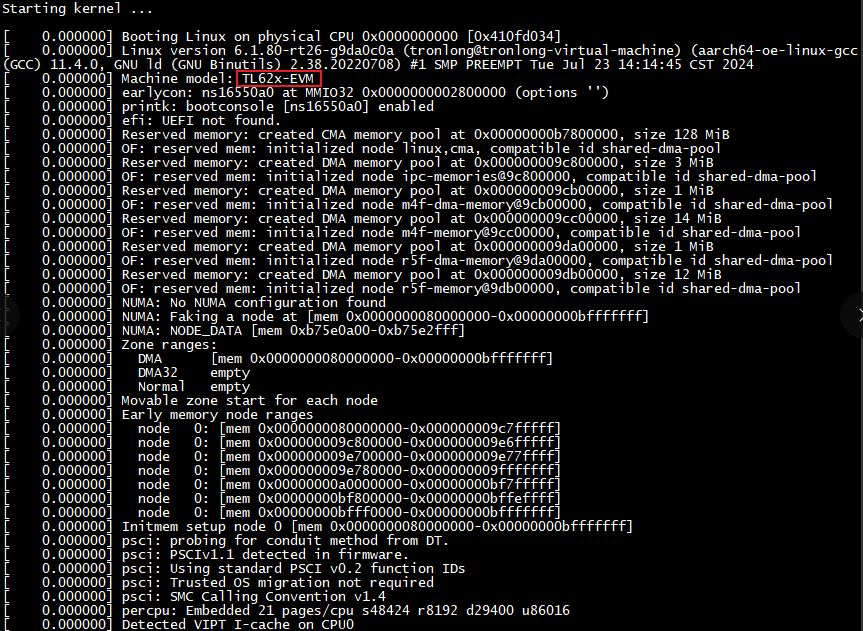 Starting kernel ...
[    0.000000] Booting Linux on physical CPU 0x0000000000 [0x410fd034]
[    0.000000] Linux version 6.1.80-rt26-g9da0c0a (tronlong@tronlong-virtual-machine) (aarch64-oe-linux-gcc
(GCC) 11.4.0, GNU ld (GNU Binutils) 2.38.20220708) #1 SMP PREEMPT Tue Jul 23 14:14:45 CST 2024
[    0.000000] Machine model: TL62x-EVM
[    0.000000] earlycon: ns16550a0 at MMIO32 0x0000000002800000 (options '')
[    0.000000] printk: bootconsole [ns16550a0] enabled
[    0.000000] efi: UEFI not found.
[    0.000000] Reserved memory: created CMA memory pool at 0x00000000b7800000, size 128 MiB
[    0.000000] OF: reserved mem: initialized node linux,cma, compatible id shared-dma-pool
[    0.000000] Reserved memory: created DMA memory pool at 0x000000009c800000, size 3 MiB
[    0.000000] OF: reserved mem: initialized node ipc-memories@9c800000, compatible id shared-dma-pool
[    0.000000] Reserved memory: created DMA memory pool at 0x000000009cb00000, size 1 MiB
[    0.000000] OF: reserved mem: initialized node m4f-dma-memory@9cb00000, compatible id shared-dma-pool
[    0.000000] Reserved memory: created DMA memory pool at 0x000000009cc00000, size 14 MiB
[    0.000000] OF: reserved mem: initialized node m4f-memory@9cc00000, compatible id shared-dma-pool
[    0.000000] Reserved memory: created DMA memory pool at 0x000000009da00000, size 1 MiB
[    0.000000] OF: reserved mem: initialized node r5f-dma-memory@9da00000, compatible id shared-dma-pool
[    0.000000] Reserved memory: created DMA memory pool at 0x000000009db00000, size 12 MiB
[    0.000000] OF: reserved mem: initialized node r5f-memory@9db00000, compatible id shared-dma-pool
[    0.000000] NUMA: No NUMA configuration found
[    0.000000] NUMA: Faking a node at [mem 0x0000000080000000-0x00000000bfffffff]
[    0.000000] NUMA: NODE_DATA [mem 0xb75e0a00-0xb75e2fff]
[    0.000000] Zone ranges:
[    0.000000]   DMA      [mem 0x0000000080000000-0x00000000bfffffff]
[    0.000000]   DMA32    empty
[    0.000000]   Normal   empty
[    0.000000] Movable zone start for each node
[    0.000000] Early memory node ranges
[    0.000000]   node   0: [mem 0x0000000080000000-0x000000009c7fffff]
[    0.000000]   node   0: [mem 0x000000009c800000-0x000000009e6fffff]
[    0.000000]   node   0: [mem 0x000000009e700000-0x000000009e77ffff]
[    0.000000]   node   0: [mem 0x000000009e780000-0x000000009fffffff]
[    0.000000]   node   0: [mem 0x00000000a0000000-0x00000000bf7fffff]
[    0.000000]   node   0: [mem 0x00000000bf800000-0x00000000bffeffff]
[    0.000000]   node   0: [mem 0x00000000bfff0000-0x00000000bfffffff]
[    0.000000] Initmem setup node 0 [mem 0x0000000080000000-0x00000000bfffffff]
[    0.000000] psci: probing for conduit method from DT.
[    0.000000] psci: PSCIv1.1 detected in firmware.
[    0.000000] psci: Using standard PSCI v0.2 function IDs
[    0.000000] psci: Trusted OS migration not required
[    0.000000] psci: SMC Calling Convention v1.4
[    0.000000] percpu: Embedded 21 pages/cpu s48424 r8192 d29400 u86016
[    0.000000] Detected VIPT I-cache on CPU0